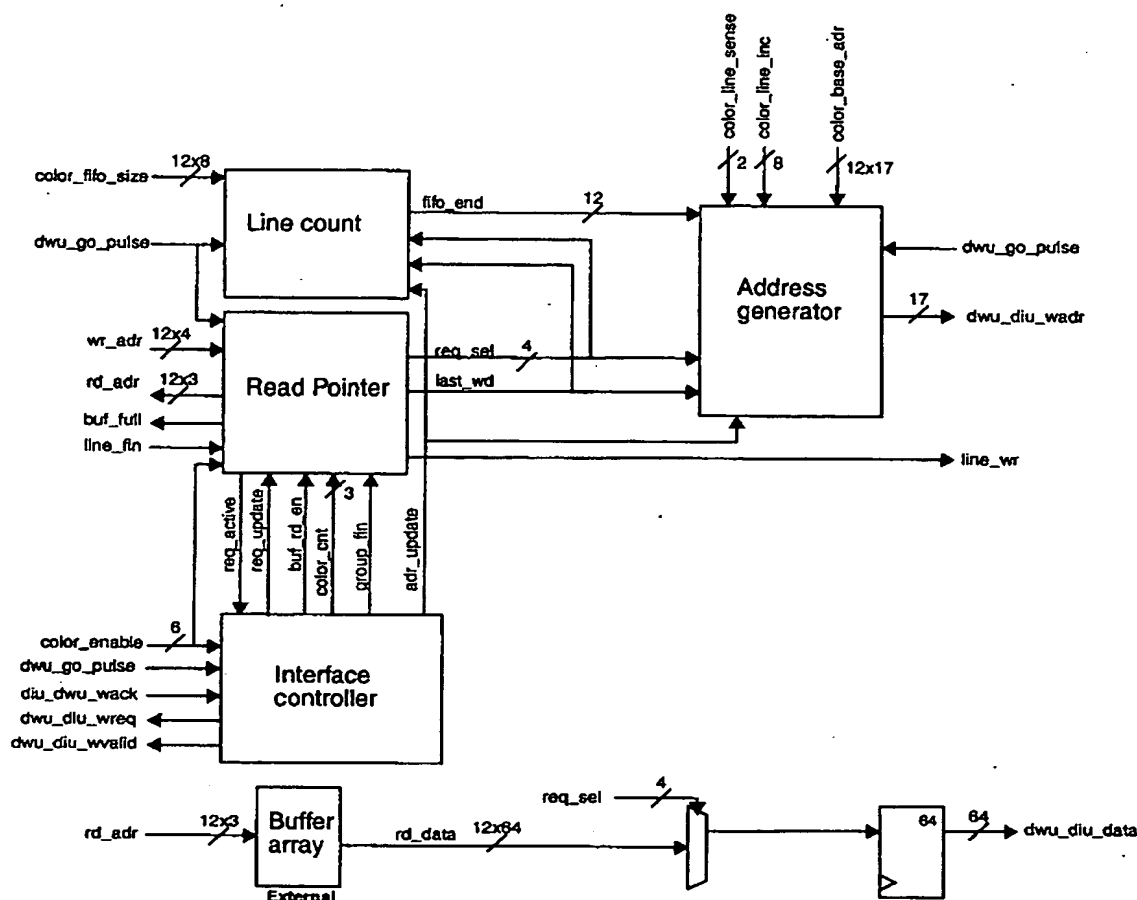 color_line_sense
color_line_inc
color_base_adr
2
8
12x17
color_fifo_size
12x8
Line count
fifo_end
12
dwu_go_pulse
dwu_go_pulse
Address
generator
17
dwu_diu_wadr
wr_adr
12x4
rd_adr
12x3
buf_full
line_fin
Read Pointer
req_sel
4
last_wd
line_wr
req_active
req_update
buf_rd_en
color_cnt
3
group_fin
adr_update
color_enable
6
dwu_go_pulse
diu_dwu_wack
dwu_diu_wreq
dwu_diu_wvalid
Interface
controller
req_sel
4
rd_adr
12x3
Buffer
array
External
rd_data
12x64
64
64
dwu_diu_data